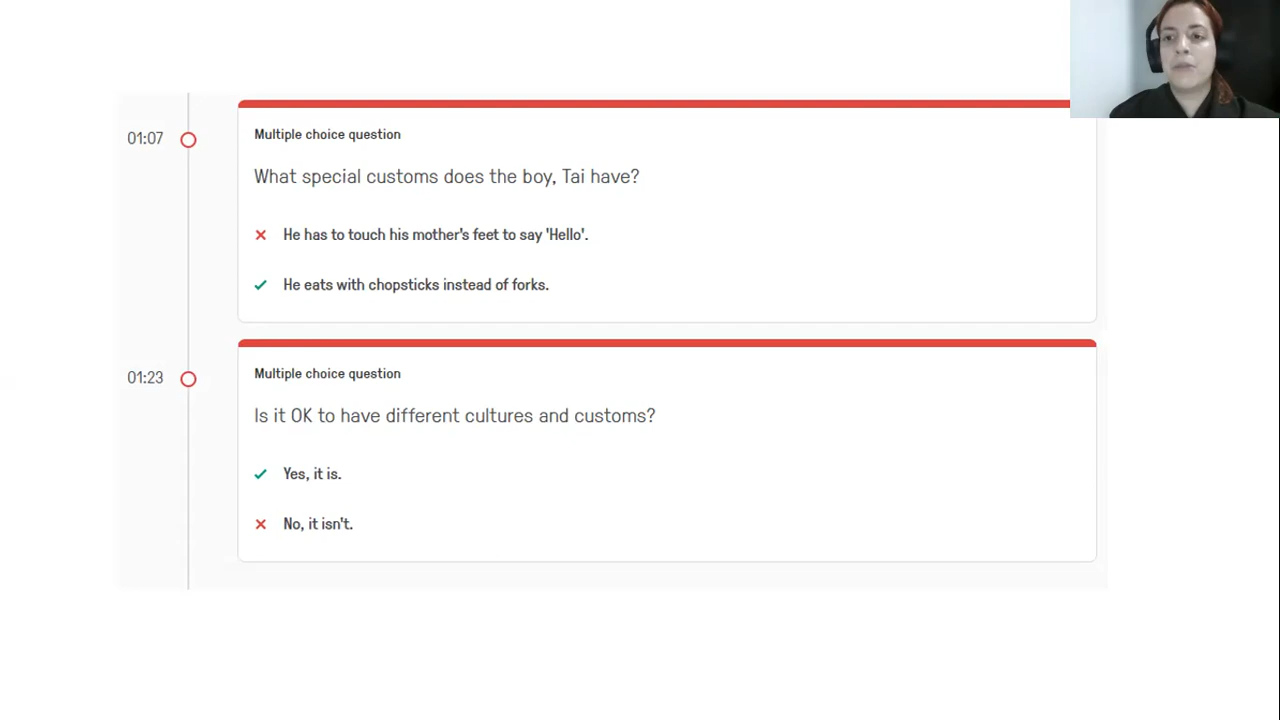 01:07
Multiple choice question
What special customs does the boy, Tai have?
He has to touch his mother's feet to say 'Hello'.
He eats with chopsticks instead of forks.
01:23
Multiple choice question
Is it OK to have different cultures and customs?
Yes, it is.
No, it isn't.